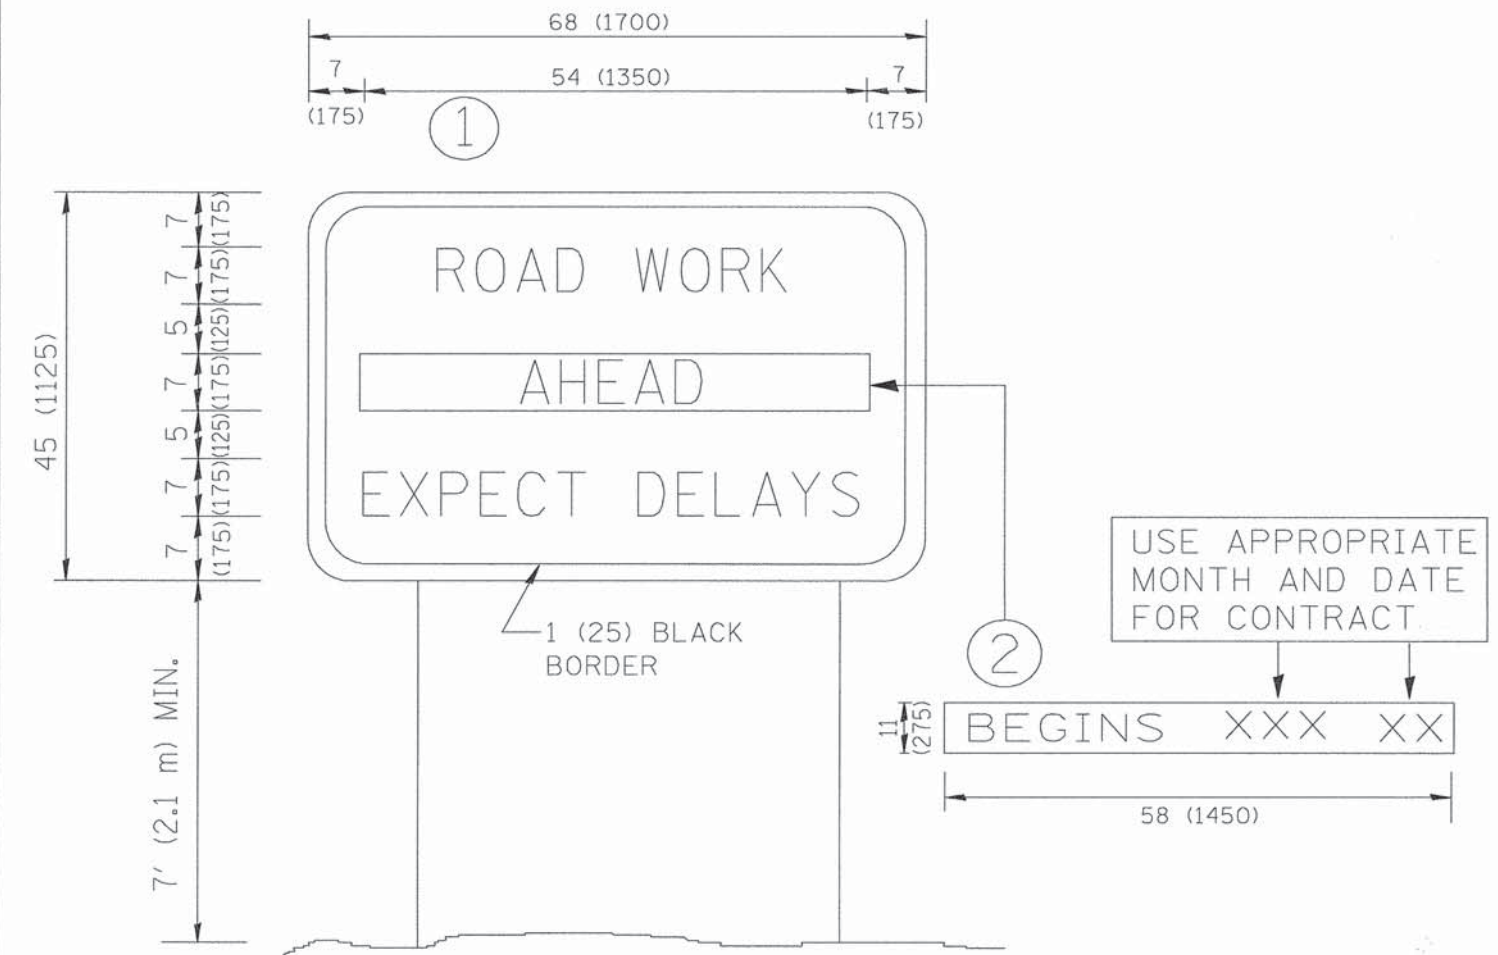 68 (1700)
7 54 (1350) 7
(175) (175)
1
45 (1125)
7 (175)
7 (175)
5 (125)
7 (175)
5 (125)
7 (175)
7 (175)
ROAD WORK
AHEAD
EXPECT DELAYS
7' (2.1 m) MIN.
1 (25) BLACK
BORDER
2
USE APPROPRIATE
MONTH AND DATE
FOR CONTRACT
11 (275)
BEGINS XXX XX
58 (1450)